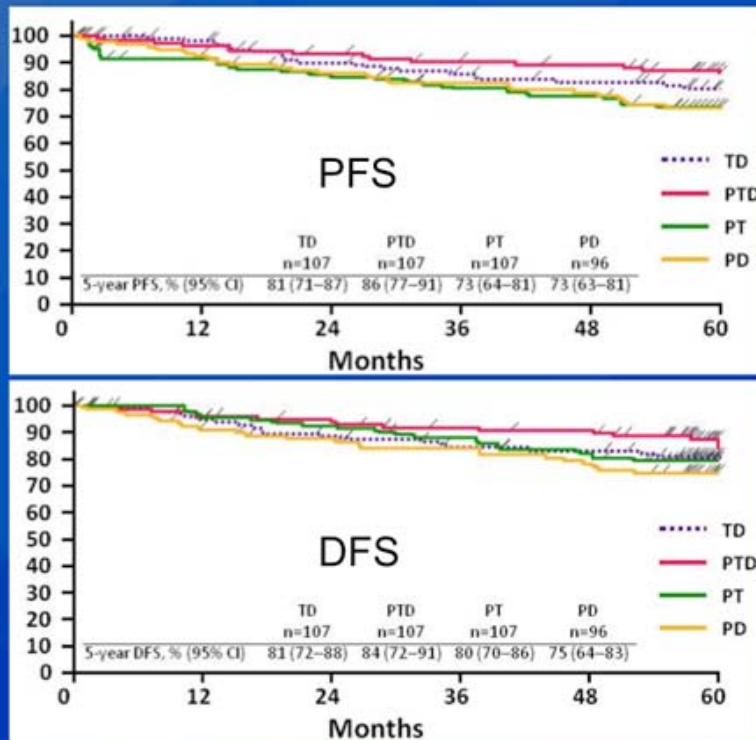 100
90
80
70
60
50
40
30
20
10
0
PFS
TD
PTD
PT
PD
TD PTD PT PD
n=107 n=107 n=107 n=96
5-year PFS, % (95% CI) 81 (71–87) 86 (77–91) 73 (64–81) 73 (63–81)
0 12 24 36 48 60
Months
100
90
80
70
60
50
40
30
20
10
0
DFS
TD
PTD
PT
PD
TD PTD PT PD
n=107 n=107 n=107 n=96
5-year DFS, % (95% CI) 81 (72–88) 84 (72–91) 80 (70–86) 75 (64–83)
0 12 24 36 48 60
Months